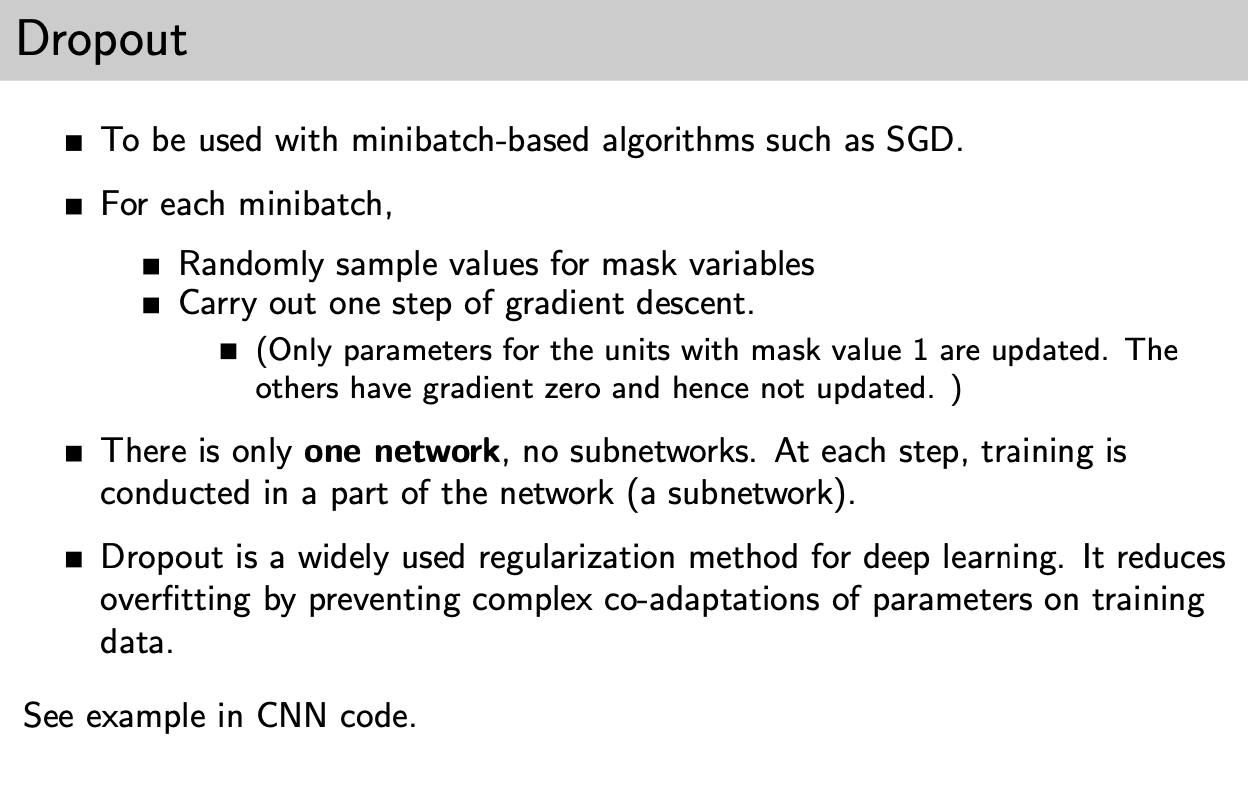 Dropout
■ To be used with minibatch-based algorithms such as SGD.
■ For each minibatch,
■ Randomly sample values for mask variables
■ Carry out one step of gradient descent.
■ (Only parameters for the units with mask value 1 are updated. The
others have gradient zero and hence not updated. )
■ There is only one network, no subnetworks. At each step, training is
conducted in a part of the network (a subnetwork).
■ Dropout is a widely used regularization method for deep learning. It reduces
overfitting by preventing complex co-adaptations of parameters on training
data.
See example in CNN code.